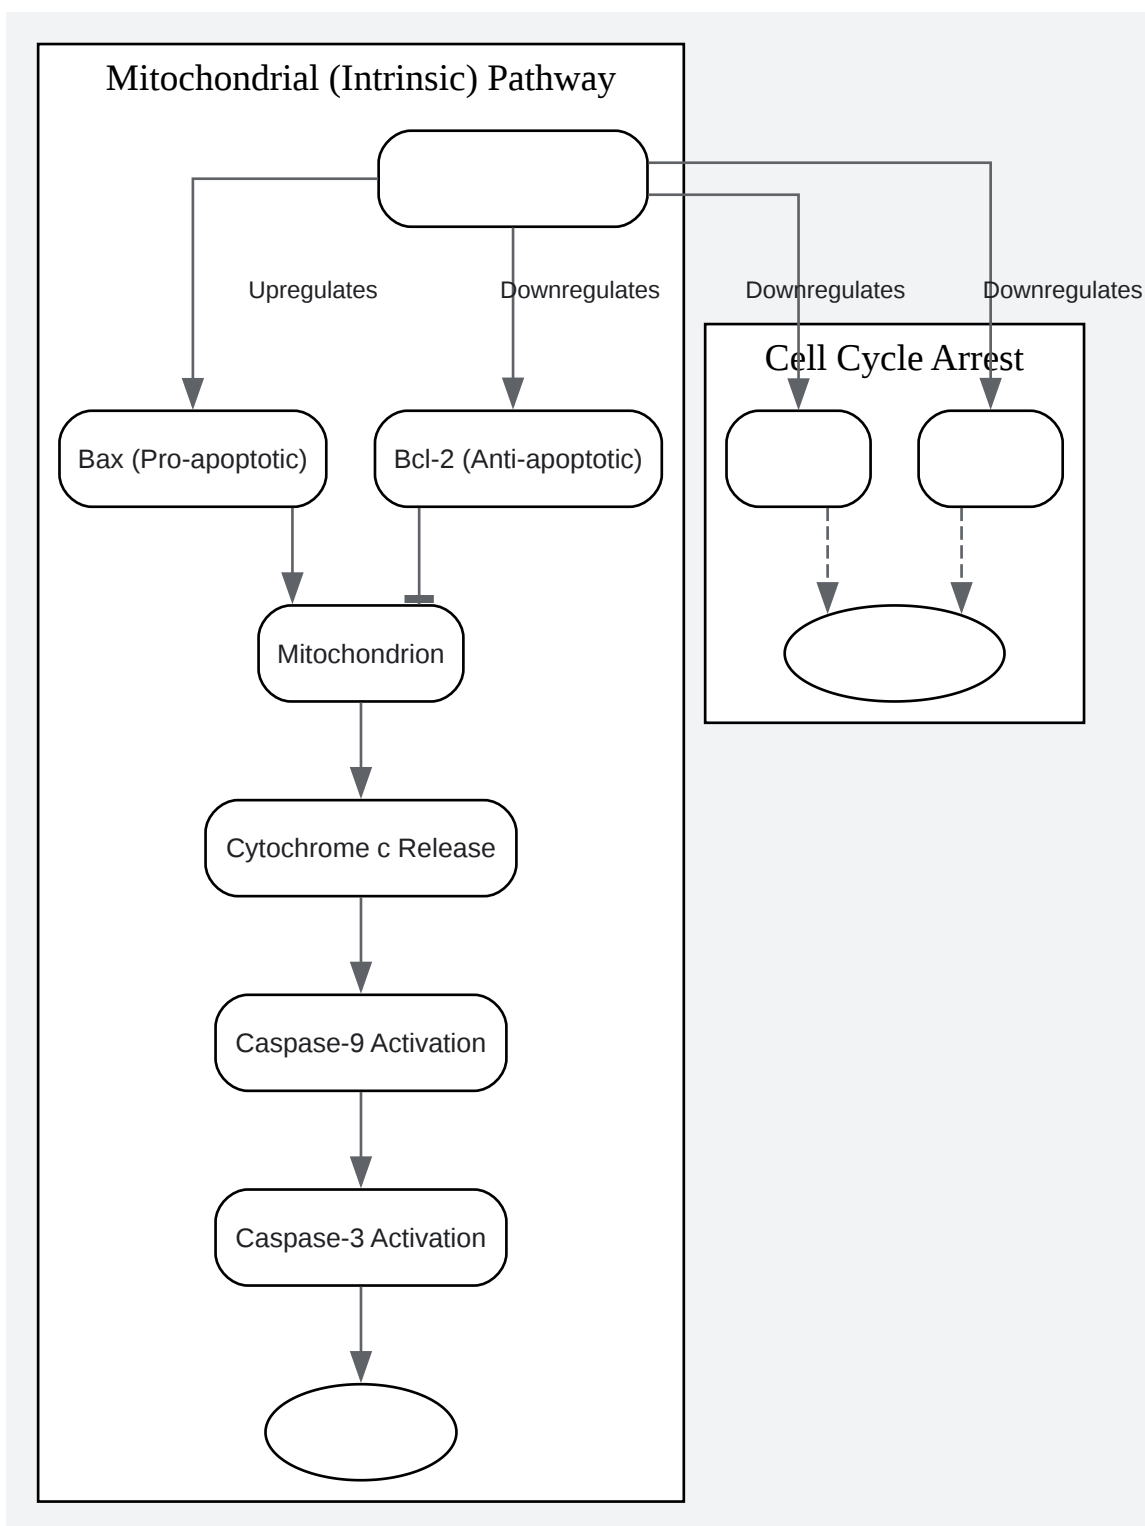 Mitochondrial (Intrinsic) Pathway
Upregulates
Downregulates
Downregulates
Downregulates
Cell Cycle Arrest
Bax (Pro-apoptotic)
Bcl-2 (Anti-apoptotic)
Mitochondrion
Cytochrome c Release
Caspase-9 Activation
Caspase-3 Activation